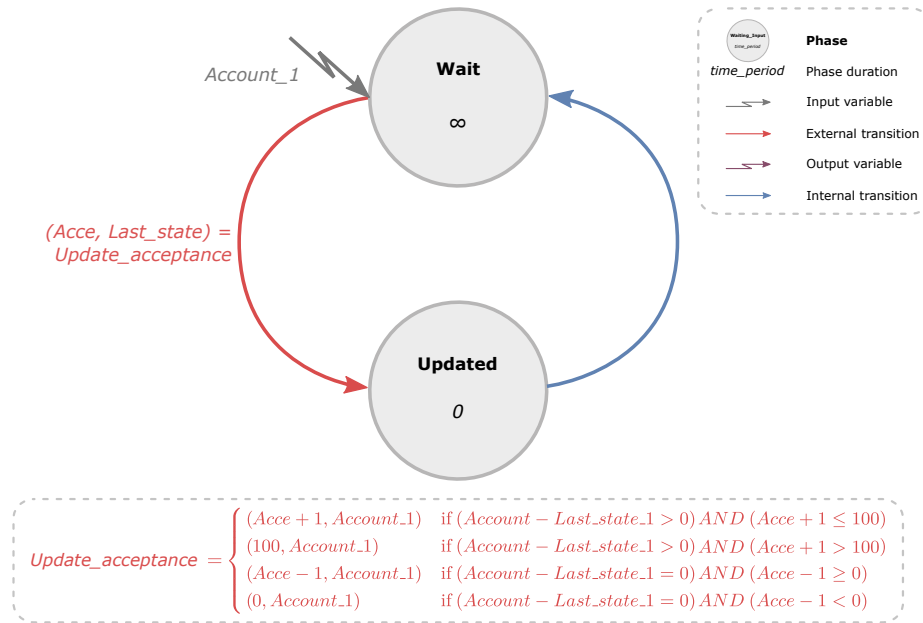 Account_1
Wait
∞
(Acce, Last_state) =
Update_acceptance
Updated
0
Waiting_Input
time_period
Phase
time_period Phase duration
Input variable
External transition
Output variable
Internal transition
Update_acceptance =
(Acce + 1, Account_1) if (Account − Last_state_1 > 0) AND (Acce + 1 ≤ 100)
(100, Account_1) if (Account − Last_state_1 > 0) AND (Acce + 1 > 100)
(Acce − 1, Account_1) if (Account − Last_state_1 = 0) AND (Acce − 1 ≥ 0)
(0, Account_1) if (Account − Last_state_1 = 0) AND (Acce − 1 < 0)